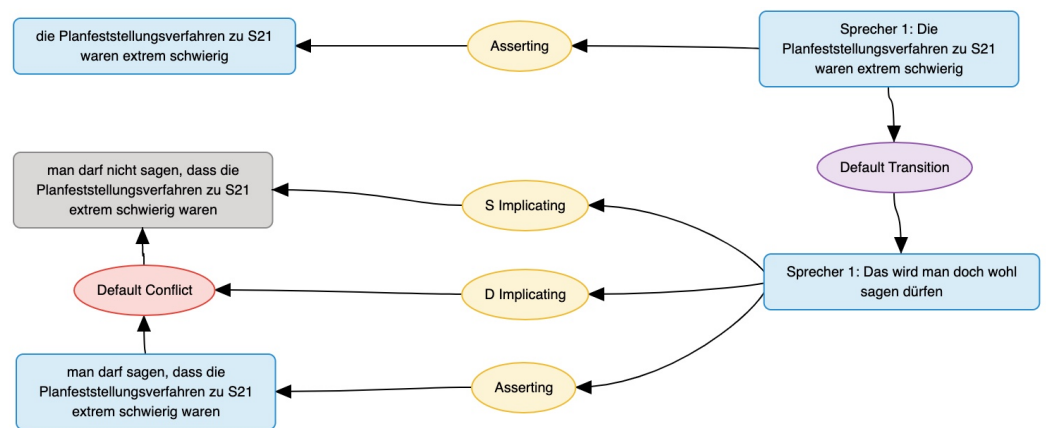 die Planfeststellungsverfahren zu S21
waren extrem schwierig
Asserting
Sprecher 1: Die
Planfeststellungsverfahren zu S21
waren extrem schwierig
Default Transition
man darf nicht sagen, dass die
Planfeststellungsverfahren zu S21
extrem schwierig waren
S Implicating
Sprecher 1: Das wird man doch wohl
sagen dürfen
Default Conflict
D Implicating
man darf sagen, dass die
Planfeststellungsverfahren zu S21
extrem schwierig waren
Asserting